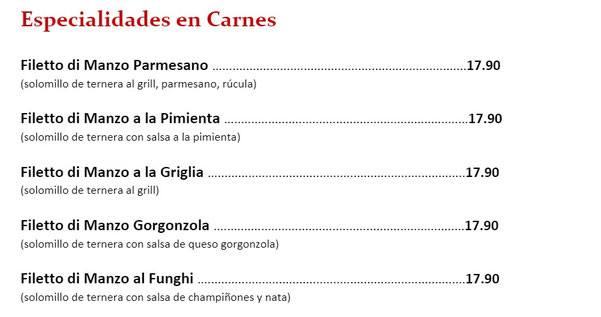 Especialidades en Carnes
Filetto di Manzo Parmesano ......................................................................17.90
(solomillo de ternera al grill, parmesano, rúcula)
Filetto di Manzo a la Pimienta ...................................................................17.90
(solomillo de ternera con salsa a la pimienta)
Filetto di Manzo a la Griglia .......................................................................17.90
(solomillo de ternera al grill)
Filetto di Manzo Gorgonzola .....................................................................17.90
(solomillo de ternera con salsa de queso gorgonzola)
Filetto di Manzo al Funghi ..........................................................................17.90
(solomillo de ternera con salsa de champiñones y nata)